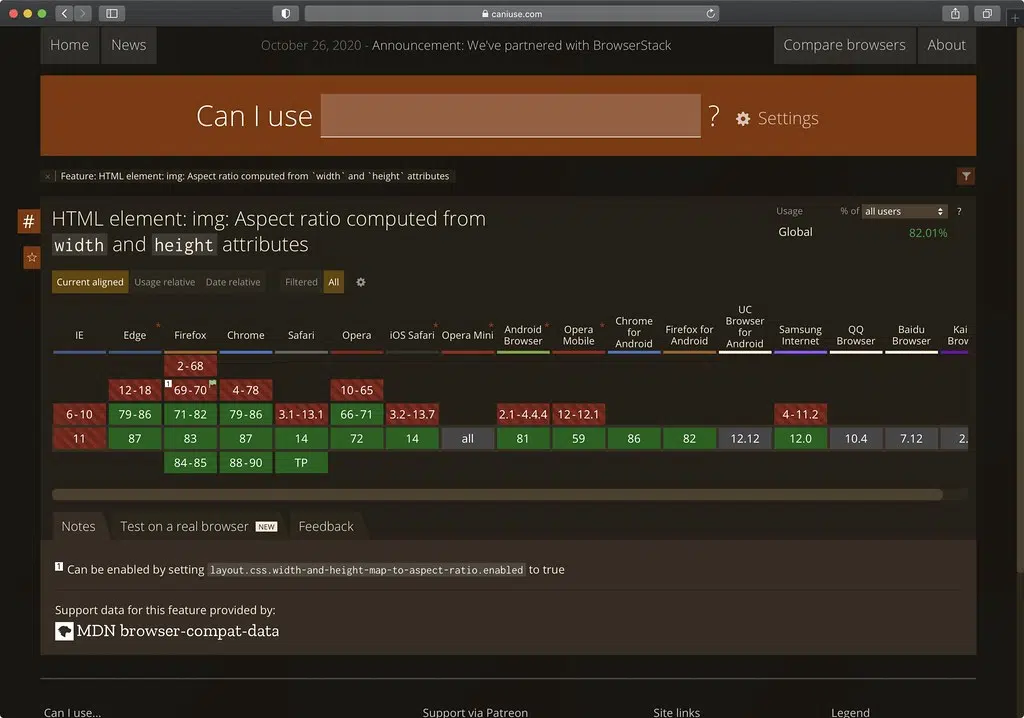 caniuse.com
Home
News
October 26, 2020 - Announcement: We've partnered with BrowserStack
Compare browsers
About
Can I use
?
Settings
× Feature: HTML element: img: Aspect ratio computed from `width` and `height` attributes
#
HTML element: img: Aspect ratio computed from
width and height attributes
Usage
% of all users ?
Global
82.01%
Current aligned
Usage relative
Date relative
Filtered
All
IE
Edge *
Firefox
Chrome
Safari
Opera
iOS Safari *
Opera Mini *
Android Browser *
Opera Mobile *
Chrome for Android
Firefox for Android
UC Browser for Android
Samsung Internet
QQ Browser
Baidu Browser
Kai
Brow
2-68
12-18 1 69-70 4-78 10-65
6-10 79-86 71-82 79-86 3.1-13.1 66-71 3.2-13.7 2.1-4.4.4 12-12.1 4-11.2
11 87 83 87 14 72 14 all 81 59 86 82 12.12 12.0 10.4 7.12 2.
84-85 88-90 TP
Notes
Test on a real browser NEW
Feedback
1 Can be enabled by setting layout.css.width-and-height-map-to-aspect-ratio.enabled to true
Support data for this feature provided by:
MDN browser-compat-data
Can I use...
Support via Patreon
Site links
Legend